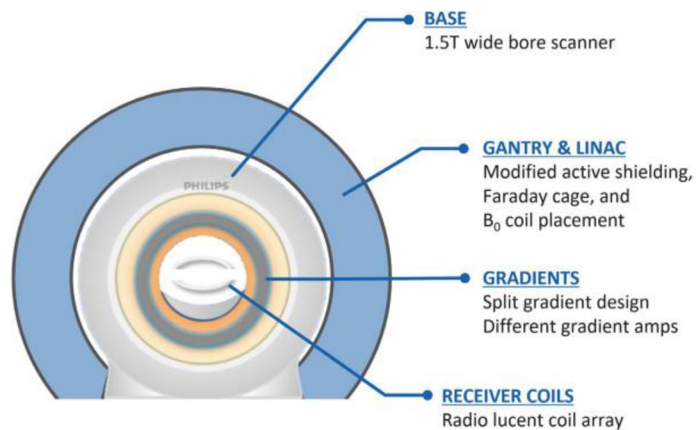 BASE
1.5T wide bore scanner
GANTRY & LINAC
Modified active shielding,
Faraday cage, and
B₀ coil placement
PHILIPS
GRADIENTS
Split gradient design
Different gradient amps
RECEIVER COILS
Radio lucent coil array